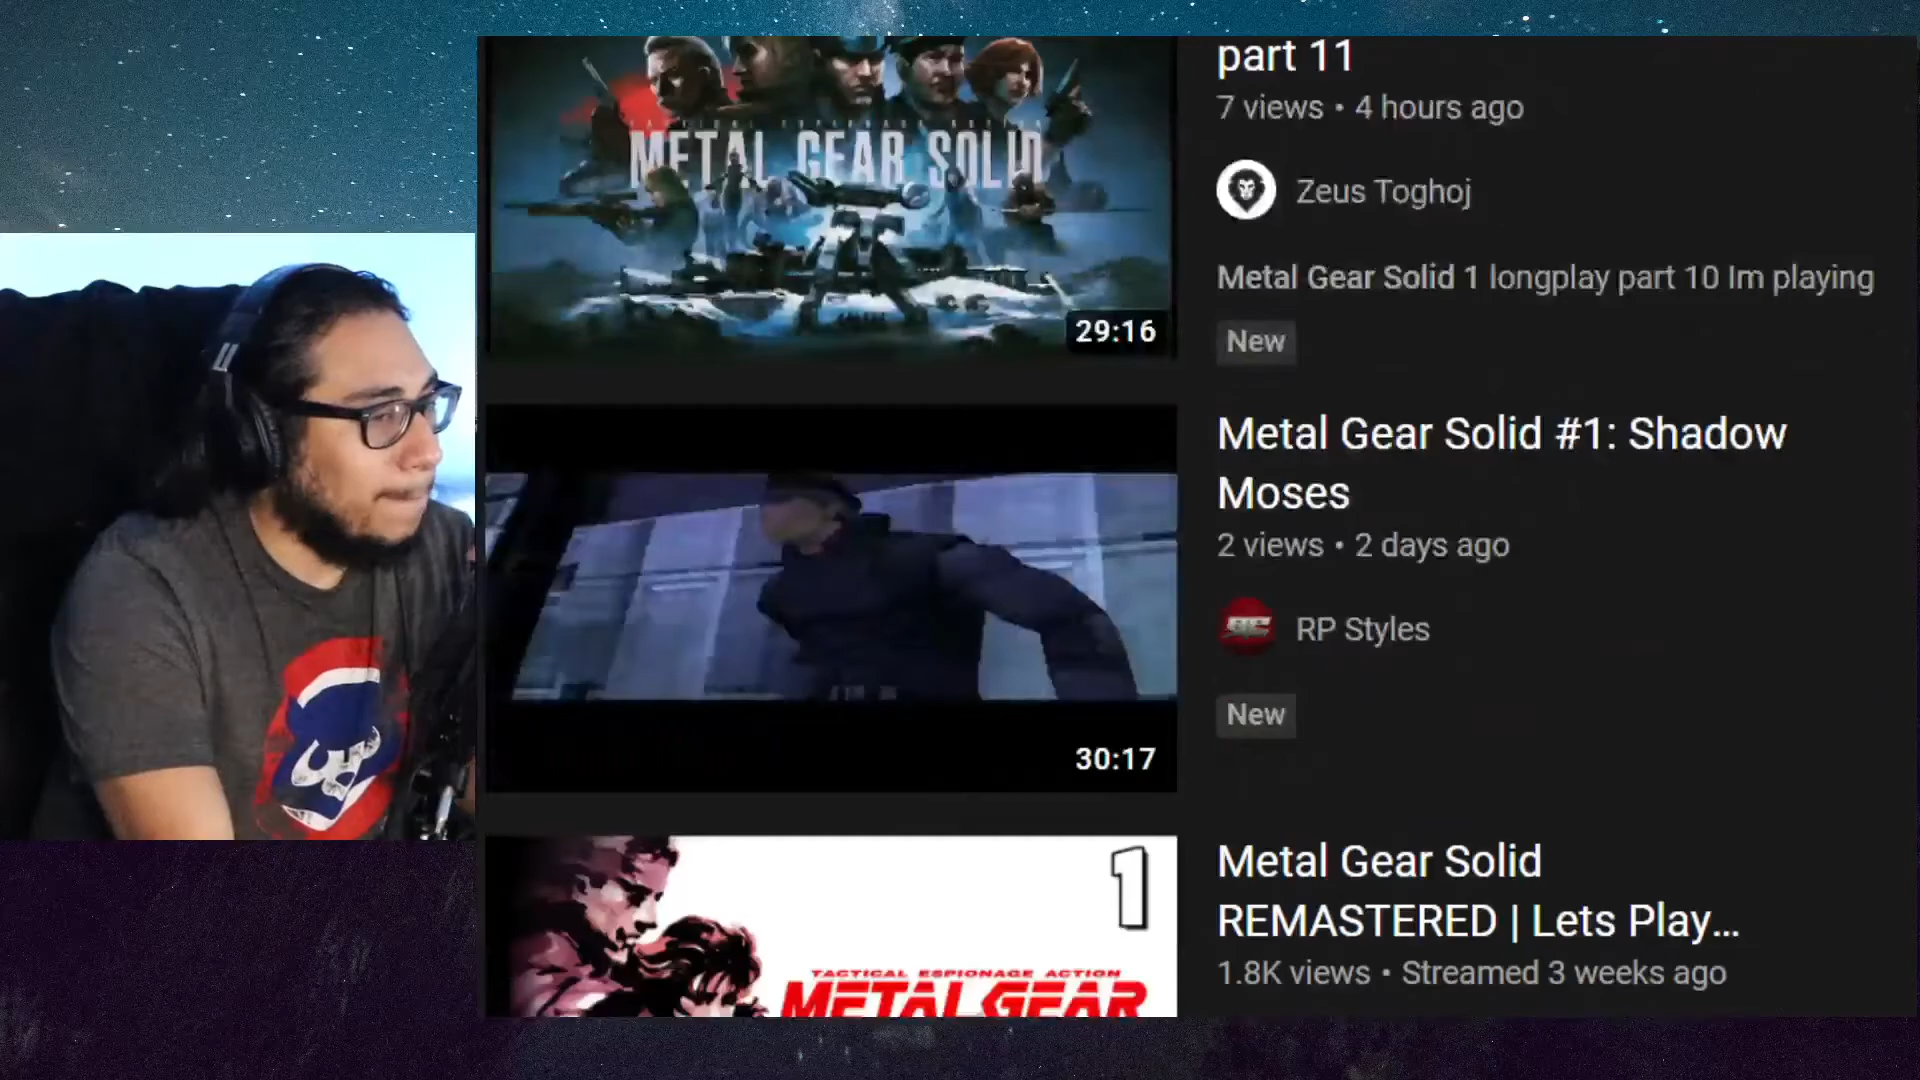 part 11
7 views • 4 hours ago
TACTICAL ESPIONAGE ACTION
METAL GEAR SOLID
Zeus Toghoj
Metal Gear Solid 1 longplay part 10 Im playing
29:16
New
Metal Gear Solid #1: Shadow
Moses
2 views • 2 days ago
RP Styles
New
30:17
1
Metal Gear Solid
REMASTERED | Lets Play...
1.8K views • Streamed 3 weeks ago
TACTICAL ESPIONAGE ACTION
METAL GEAR